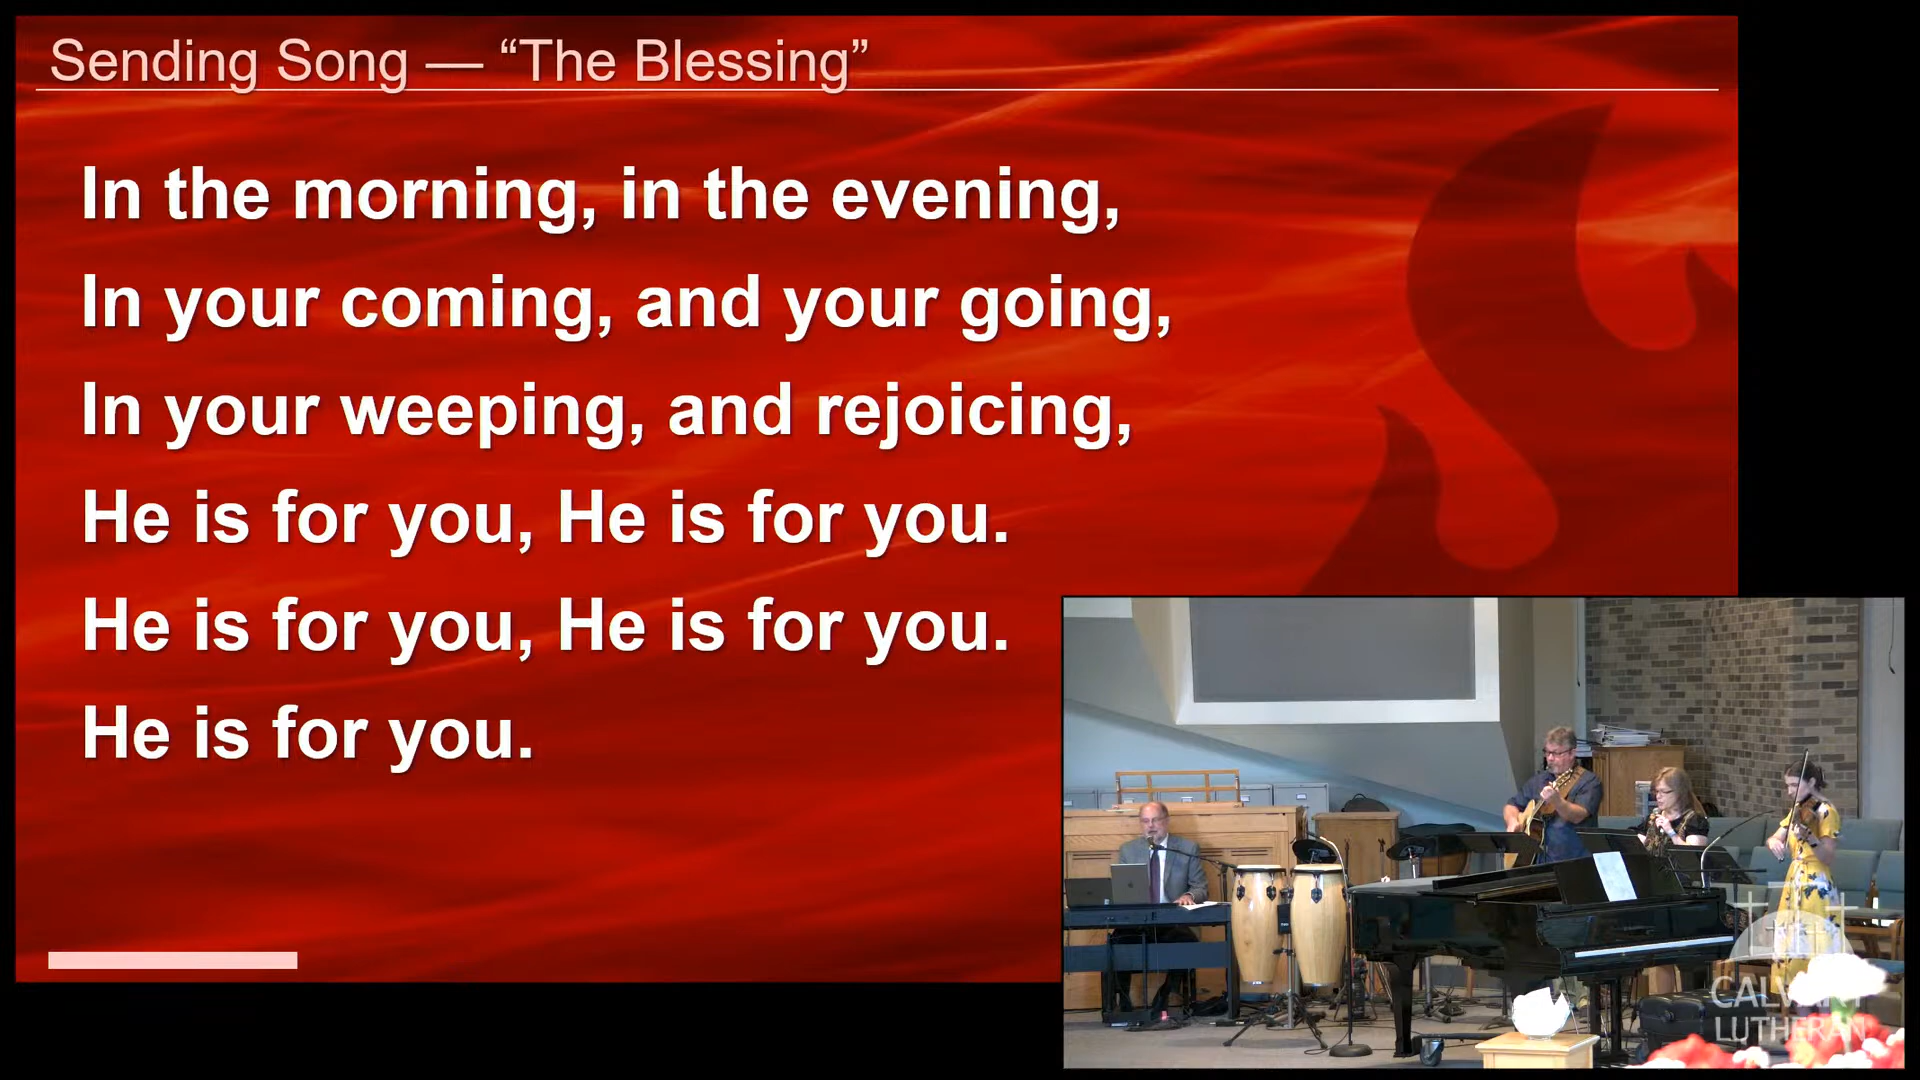 Sending Song — “The Blessing”
In the morning, in the evening,
In your coming, and your going,
In your weeping, and rejoicing,
He is for you, He is for you.
He is for you, He is for you.
He is for you.
CALVARY
LUTHERAN